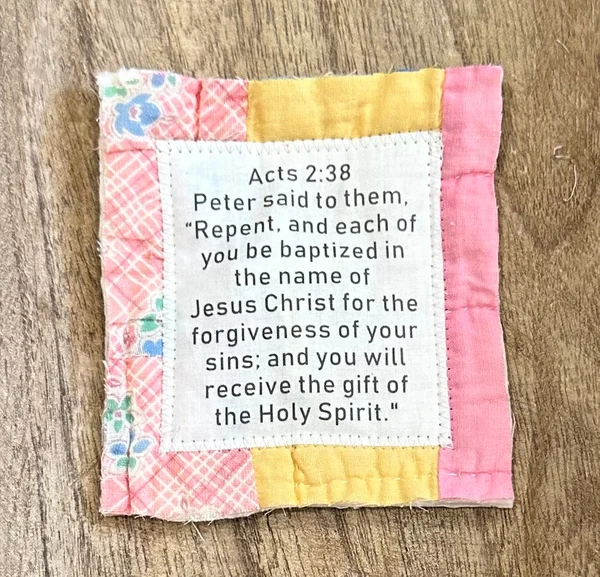 Acts 2:38
Peter said to them,
"Repent, and each of
you be baptized in
the name of
Jesus Christ for the
forgiveness of your
sins; and you will
receive the gift of
the Holy Spirit."